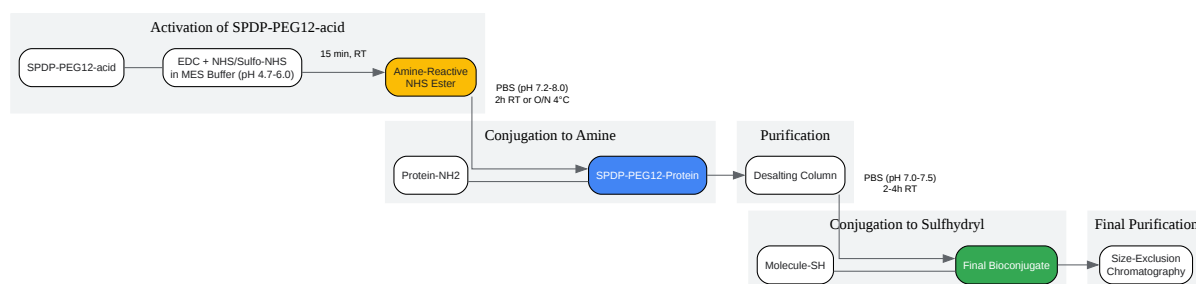 Activation of SPDP-PEG12-acid
SPDP-PEG12-acid
EDC + NHS/Sulfo-NHS
in MES Buffer (pH 4.7-6.0)
15 min, RT
Amine-Reactive
NHS Ester
PBS (pH 7.2-8.0)
2h RT or O/N 4°C
Conjugation to Amine
Protein-NH2
SPDP-PEG12-Protein
Purification
Desalting Column
PBS (pH 7.0-7.5)
2-4h RT
Conjugation to Sulfhydryl
Molecule-SH
Final Bioconjugate
Final Purification
Size-Exclusion
Chromatography